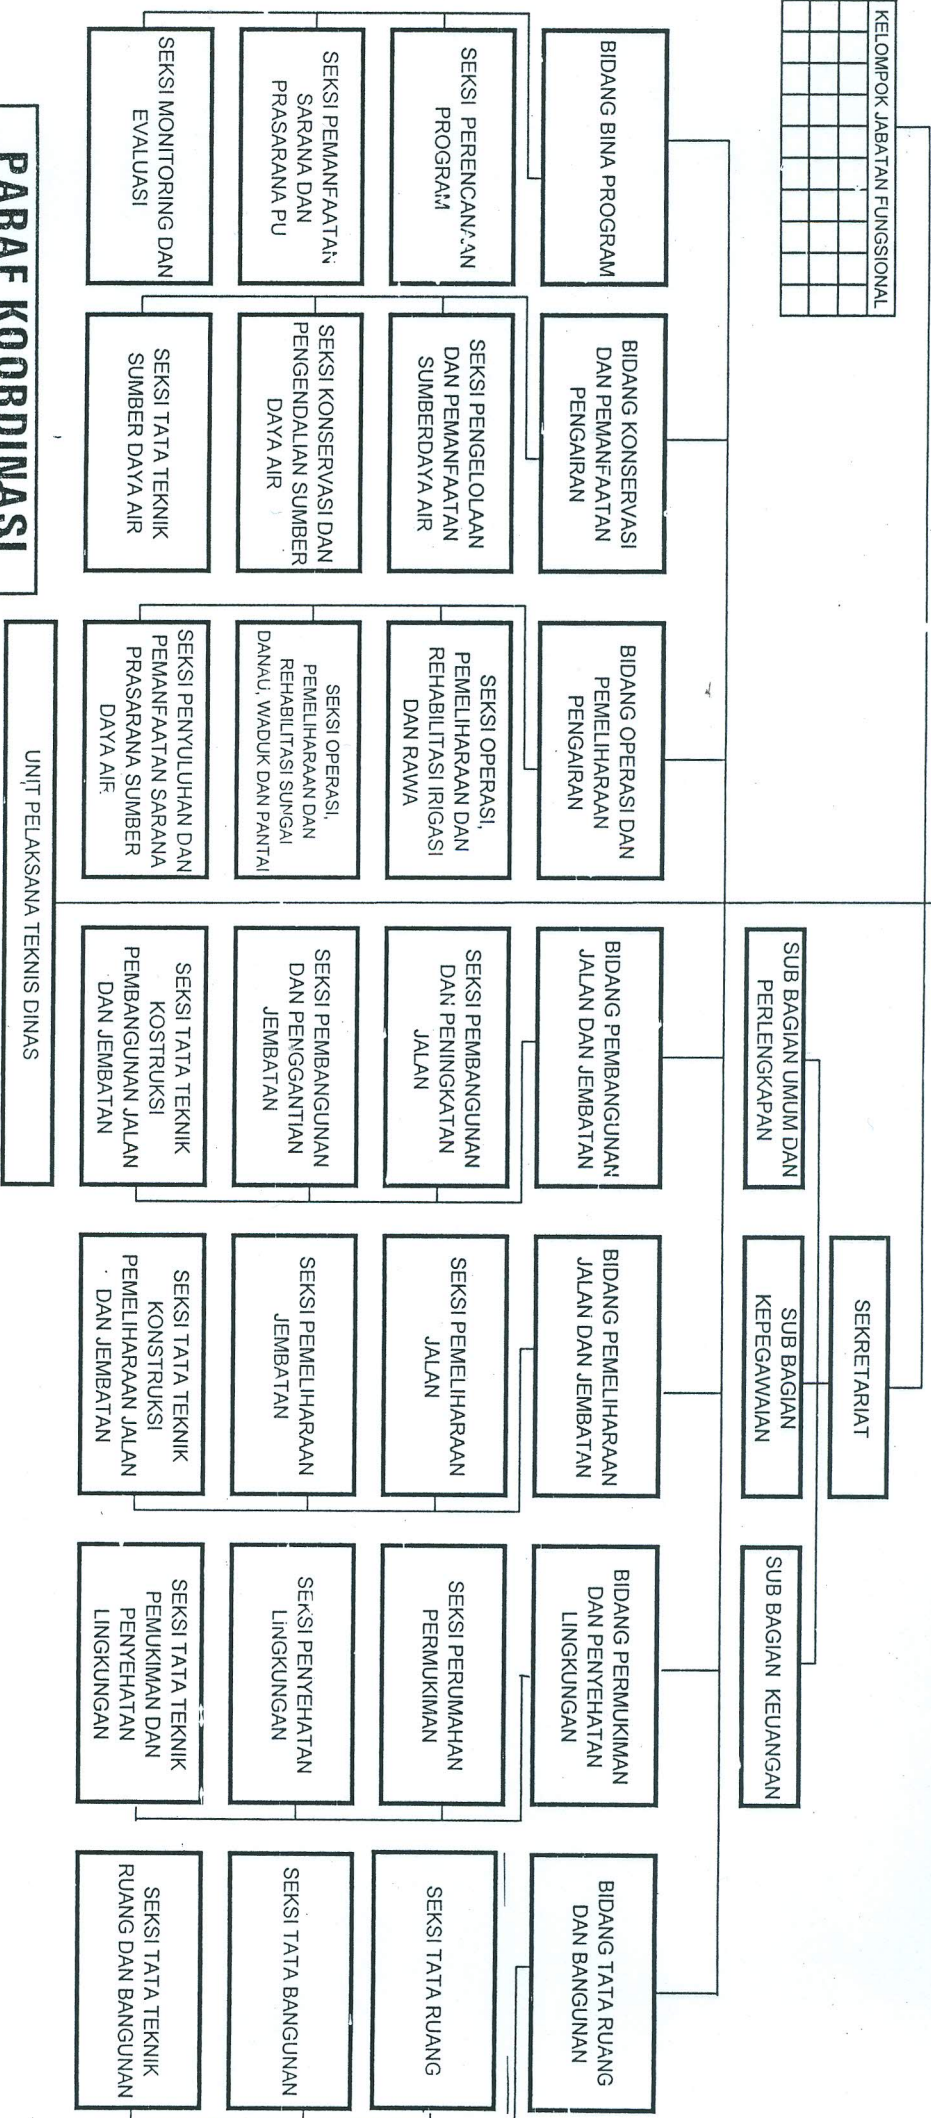 KELOMPOK JABATAN FUNGSIONAL
SEKRETARIAT
SUB BAGIAN UMUM DAN
PERLENGKAPAN
SUB BAGIAN
KEPEGAWAIAN
SUB BAGIAN KEUANGAN
BIDANG BINA PROGRAM
BIDANG KONSERVASI
DAN PEMANFAATAN
PENGAIRAN
BIDANG OPERASI DAN
PEMELIHARAAN
PENGAIRAN
BIDANG PEMBANGUNAN
JALAN DAN JEMBATAN
BIDANG PEMELIHARAAN
JALAN DAN JEMBATAN
BIDANG PERMUKIMAN
DAN PENYEHATAN
LINGKUNGAN
BIDANG TATA RUANG
DAN BANGUNAN
SEKSI PERENCANAAN
PROGRAM
SEKSI PENGELOLAAN
DAN PEMANFAATAN
SUMBERDAYA AIR
SEKSI OPERASI,
PEMELIHARAAN DAN
REHABILITASI IRIGASI
DAN RAWA
SEKSI PEMBANGUNAN
DAN PENINGKATAN
JALAN
SEKSI PEMELIHARAAN
JALAN
SEKSI PERUMAHAN
PERMUKIMAN
SEKSI TATA RUANG
SEKSI PEMANFAATAN
SARANA DAN
PRASARANA PU
SEKSI KONSERVASI DAN
PENGENDALIAN SUMBER
DAYA AIR
SEKSI OPERASI,
PEMELIHARAAN DAN
REHABILITASI SUNGAI
DANAU, WADUK DAN PANTAI
SEKSI PEMBANGUNAN
DAN PENGGANTIAN
JEMBATAN
SEKSI PEMELIHARAAN
JEMBATAN
SEKSI PENYEHATAN
LINGKUNGAN
SEKSI TATA BANGUNAN
SEKSI MONITORING DAN
EVALUASI
SEKSI TATA TEKNIK
SUMBER DAYA AIR
SEKSI PENYULUHAN DAN
PEMANFAATAN SARANA
PRASARANA SUMBER
DAYA AIR
SEKSI TATA TEKNIK
KOSTRUKSI
PEMBANGUNAN JALAN
DAN JEMBATAN
SEKSI TATA TEKNIK
KONSTRUKSI
PEMELIHARAAN JALAN
DAN JEMBATAN
SEKSI TATA TEKNIK
PEMUKIMAN DAN
PENYEHATAN
LINGKUNGAN
SEKSI TATA TEKNIK
RUANG DAN BANGUNAN
UNIT PELAKSANA TEKNIS DINAS
PARAF KOORDINASI